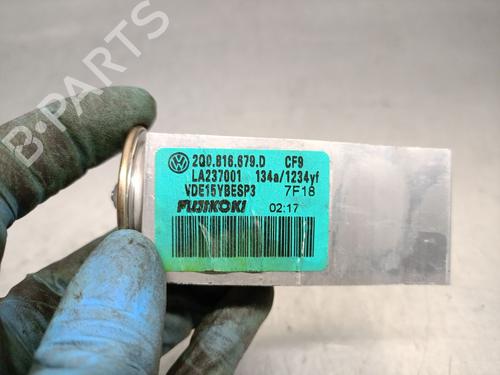 2Q0.816.679.D CF9
LA237001 134a/1234yf
VDE15YBESP3 7F18
FUJIKOKI 02:17
B-PARTS